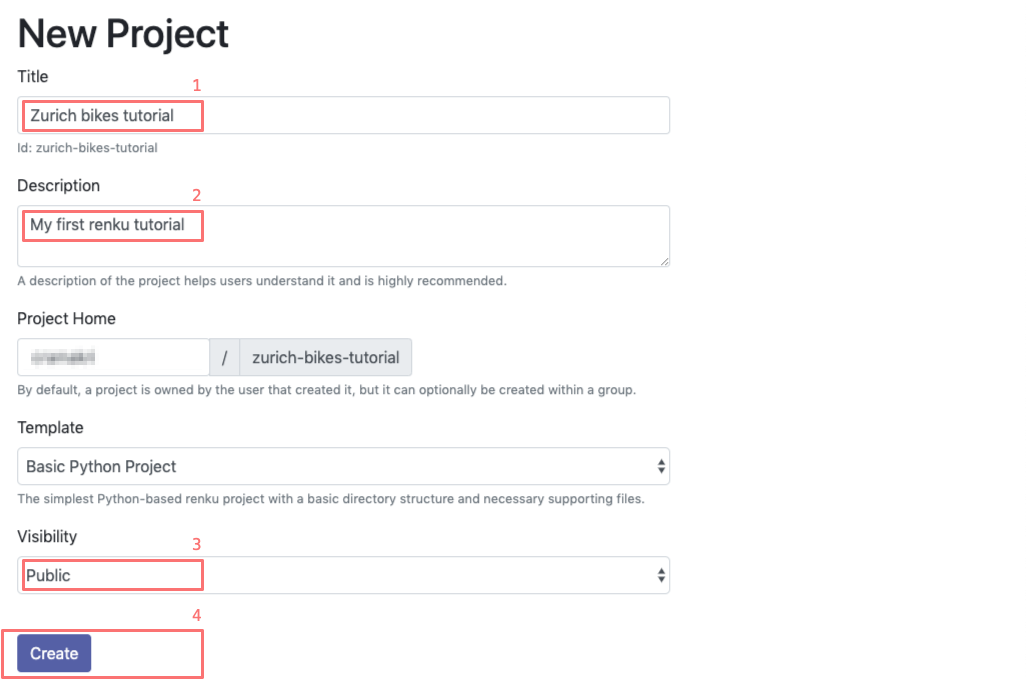 New Project
Title
1
Zurich bikes tutorial
Id: zurich-bikes-tutorial
Description
2
My first renku tutorial
A description of the project helps users understand it and is highly recommended.
Project Home
/ zurich-bikes-tutorial
By default, a project is owned by the user that created it, but it can optionally be created within a group.
Template
Basic Python Project
The simplest Python-based renku project with a basic directory structure and necessary supporting files.
Visibility
3
Public
4
Create